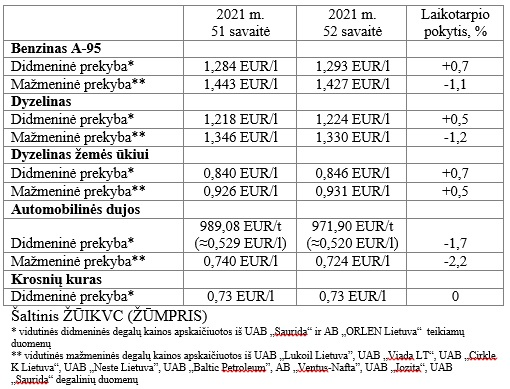 2021 m. 51 savaitė 2021 m. 52 savaitė Laikotarpio pokytis, %
Benzinas A-95
Didmeninė prekyba* 1,284 EUR/l 1,293 EUR/l +0,7
Mažmeninė prekyba** 1,443 EUR/l 1,427 EUR/l -1,1
Dyzelinas
Didmeninė prekyba* 1,218 EUR/l 1,224 EUR/l +0,5
Mažmeninė prekyba** 1,346 EUR/l 1,330 EUR/l -1,2
Dyzelinas žemės ūkiui
Didmeninė prekyba* 0,840 EUR/l 0,846 EUR/l +0,7
Mažmeninė prekyba** 0,926 EUR/l 0,931 EUR/l +0,5
Automobilinės dujos
Didmeninė prekyba* 989,08 EUR/t (≈0,529 EUR/l) 971,90 EUR/t (≈0,520 EUR/l) -1,7
Mažmeninė prekyba** 0,740 EUR/l 0,724 EUR/l -2,2
Krosnių kuras
Didmeninė prekyba* 0,73 EUR/l 0,73 EUR/l 0
Šaltinis ŽŪIKVC (ŽŪMPRIS)
* vidutinės didmeninės degalų kainos apskaičiuotos iš UAB „Saurida“ ir AB „ORLEN Lietuva“ teikiamų
duomenų
** vidutinės mažmeninės degalų kainos apskaičiuotos iš UAB „Lukoil Lietuva”, UAB „Viada LT“, UAB „Cirkle
K Lietuva“, UAB „Neste Lietuva”, UAB „Baltic Petroleum”, AB „Ventus-Nafta”, UAB „Jozita“, UAB
„Saurida“ degalinių duomenų